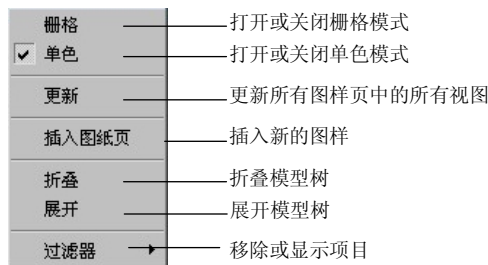 栅格 打开或关闭栅格模式
单色 打开或关闭单色模式
更新 更新所有图样页中的所有视图
插入图纸页 插入新的图样
折叠 折叠模型树
展开 展开模型树
过滤器 移除或显示项目